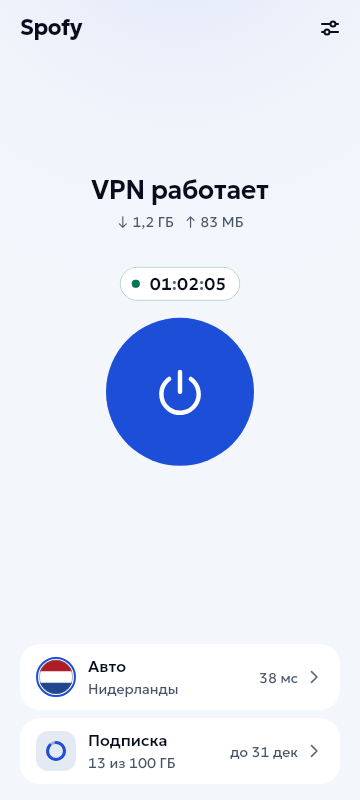 Spofy
VPN работает
↓ 1,2 ГБ ↑ 83 МБ
01:02:05
Авто
Нидерланды
38 мс
Подписка
13 из 100 ГБ
до 31 дек